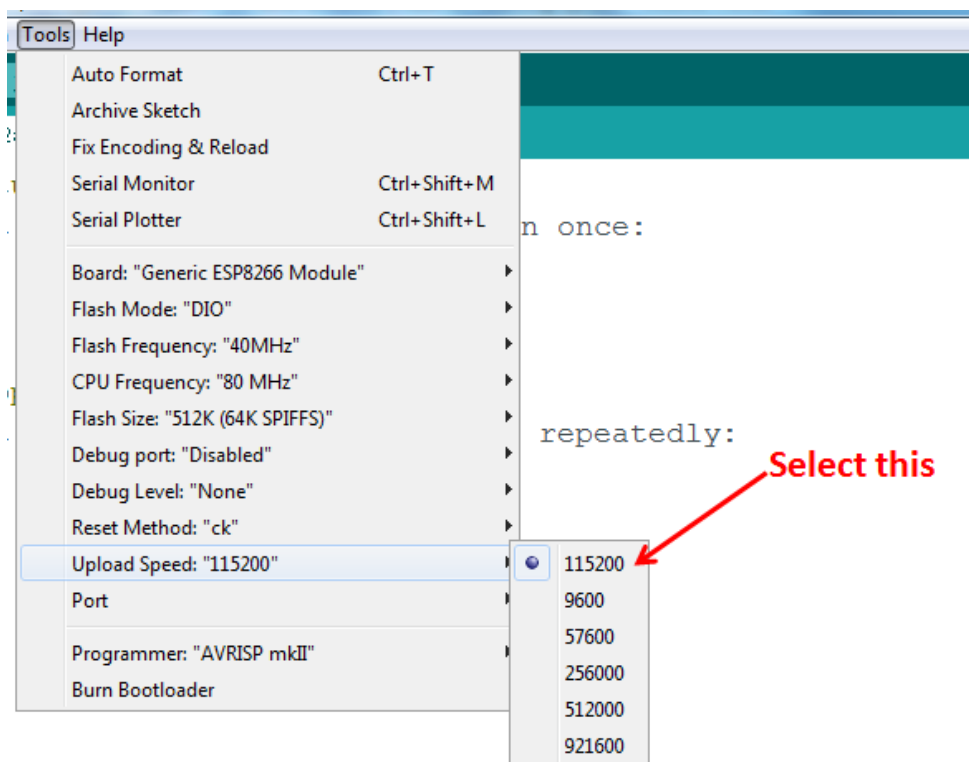 Tools Help
Auto Format Ctrl+T
Archive Sketch
Fix Encoding & Reload
Serial Monitor Ctrl+Shift+M
Serial Plotter Ctrl+Shift+L
n once:
Board: "Generic ESP8266 Module"
Flash Mode: "DIO"
Flash Frequency: "40MHz"
CPU Frequency: "80 MHz"
Flash Size: "512K (64K SPIFFS)"
repeatedly:
Debug port: "Disabled"
Select this
Debug Level: "None"
Reset Method: "ck"
Upload Speed: "115200"
115200
Port
9600
57600
Programmer: "AVRISP mkII"
256000
Burn Bootloader
512000
921600